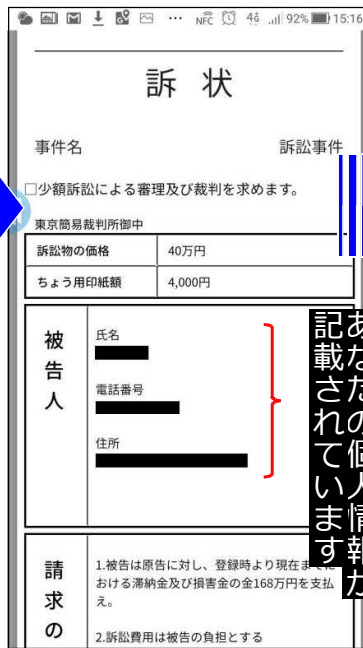 NFC 4G 92% 15:16
訴 状
事件名 訴訟事件
□少額訴訟による審理及び裁判を求めます。
東京簡易裁判所御中
訴訟物の価格 40万円
ちょう用印紙額 4,000円
被告人
氏名
電話番号
住所
あなたの個人情報が
記載されています
請求の
1.被告は原告に対し、登録時より現在までに
おける滞納金及び損害金の金168万円を支払
え。
2.訴訟費用は被告の負担とする